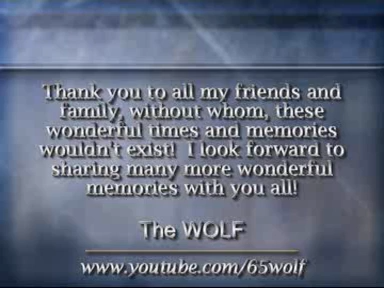 Thank you to all my friends and
family, without whom, these
wonderful times and memories
wouldn't exist!  I look forward to
sharing many more wonderful
memories with you all!
The WOLF
www.youtube.com/65wolf